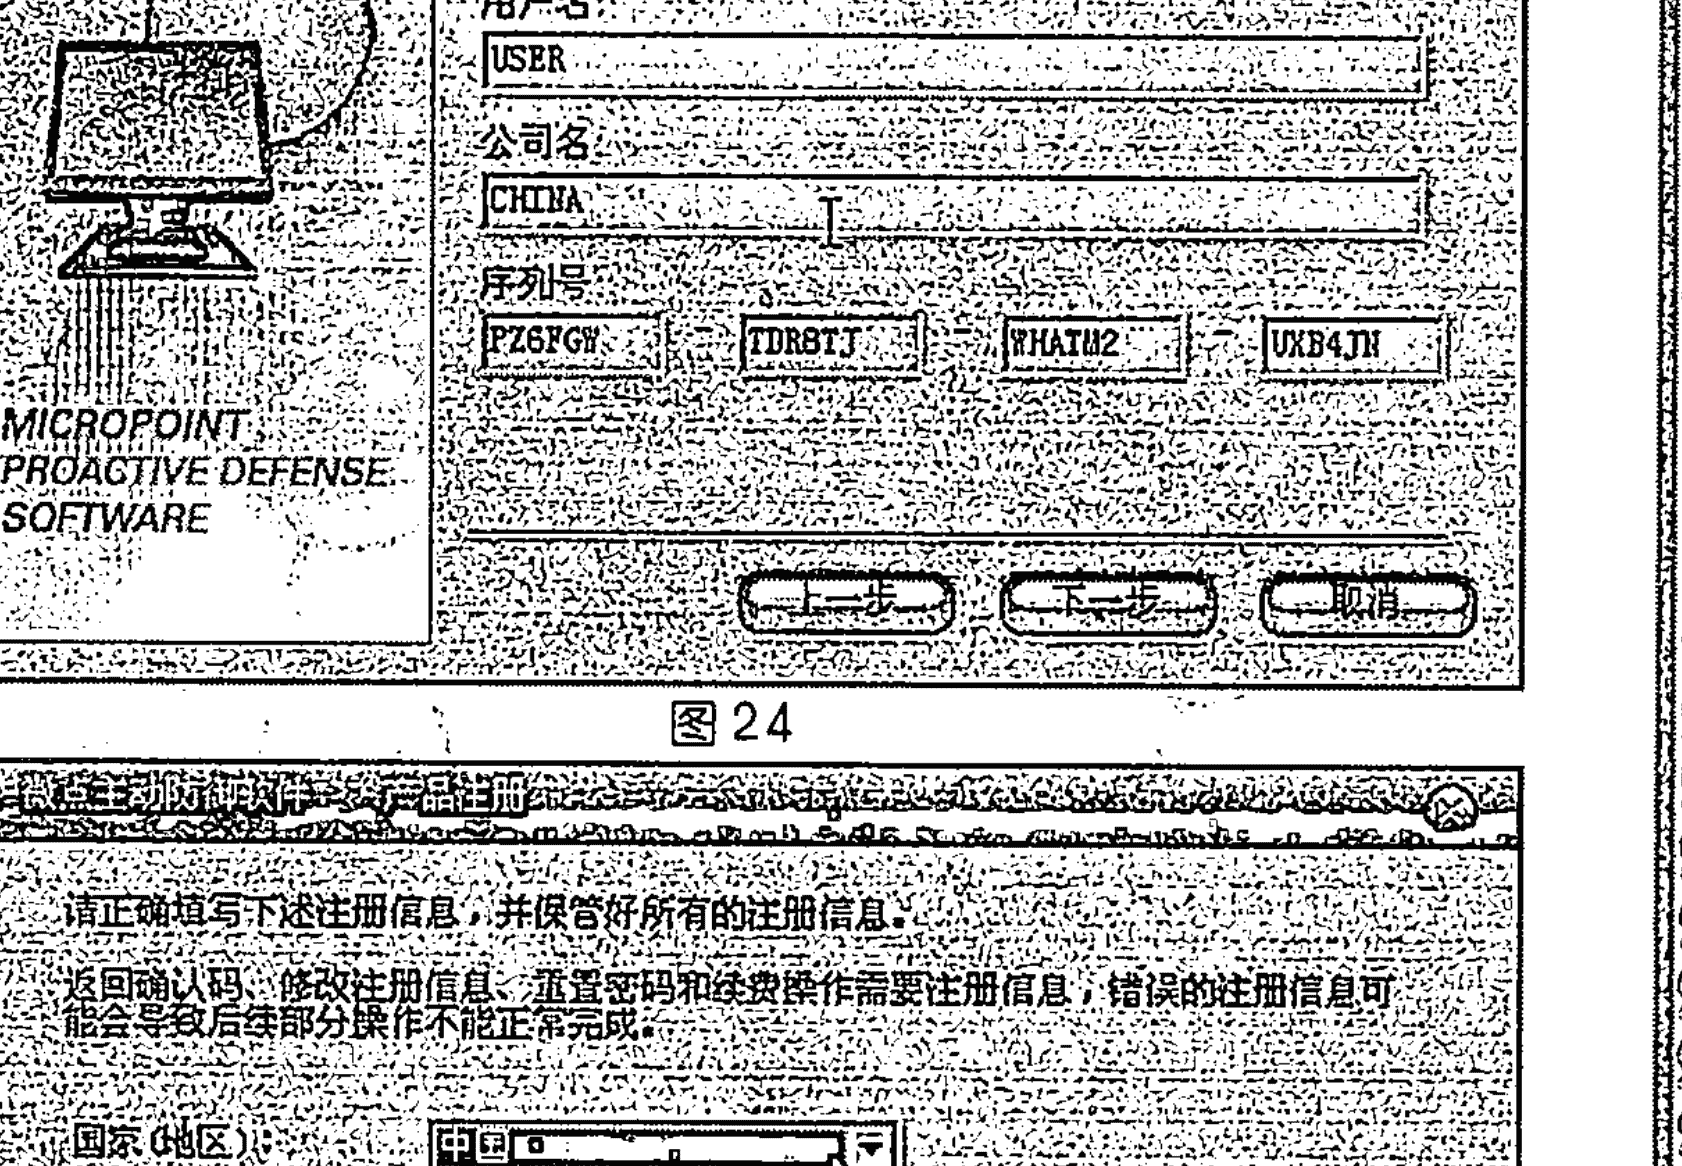 用户名:
USER
公司名
CHINA
序列号
PZ6FGW - TDR8TJ - WHATM2 - UXB4JN
MICROPOINT
PROACTIVE DEFENSE
SOFTWARE
上一步 下一步 取消
图24
微点主动防御软件 产品注册
请正确填写下述注册信息,并保管好所有的注册信息。
返回确认码、修改注册信息、重置密码和续费操作需要注册信息,错误的注册信息可
能会导致后续部分操作不能正常完成。
国家(地区): 中国